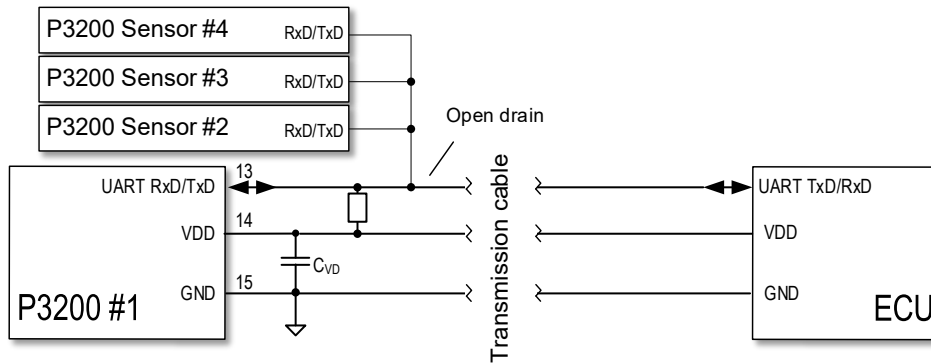 P3200 Sensor #4 RxD/TxD
P3200 Sensor #3 RxD/TxD
P3200 Sensor #2 RxD/TxD
Open drain
13
UART RxD/TxD
UART TxD/RxD
14
VDD
VDD
CVD
15
GND
GND
P3200 #1
ECU
Transmission cable